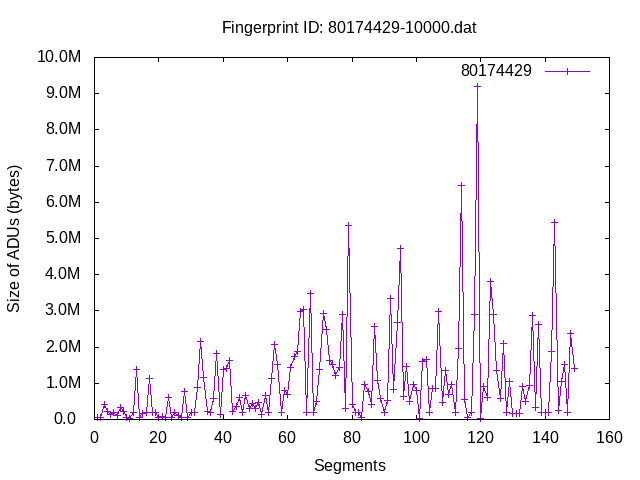 Fingerprint ID: 80174429-10000.dat
80174429
Size of ADUs (bytes)
10.0M
9.0M
8.0M
7.0M
6.0M
5.0M
4.0M
3.0M
2.0M
1.0M
0.0
0 20 40 60 80 100 120 140 160
Segments